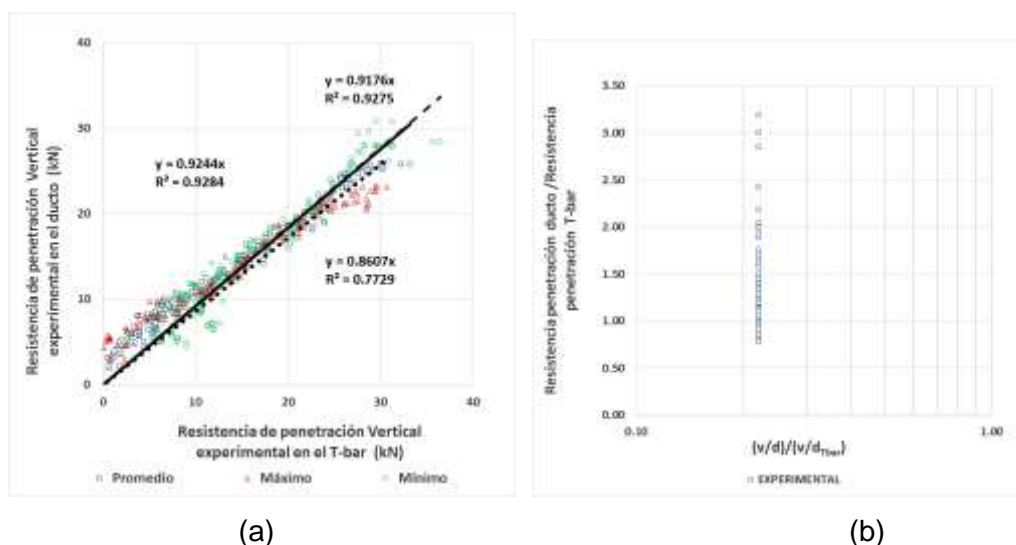 40
30
20
10
0
Resistencia de penetración Vertical
experimental en el ducto (kN)
y = 0.9176x
R² = 0.9275
y = 0.9244x
R² = 0.9284
y = 0.8607x
R² = 0.7729
0 10 20 30 40
Resistencia de penetración Vertical
experimental en el T-bar (kN)
Promedio Máximo Mínimo
(a)
3.50
3.00
2.50
2.00
1.50
1.00
0.50
0.00
Resistencia penetración ducto /Resistencia
penetración T-bar
0.10 1.00
(v/d)/(v/dTbar)
EXPERIMENTAL
(b)